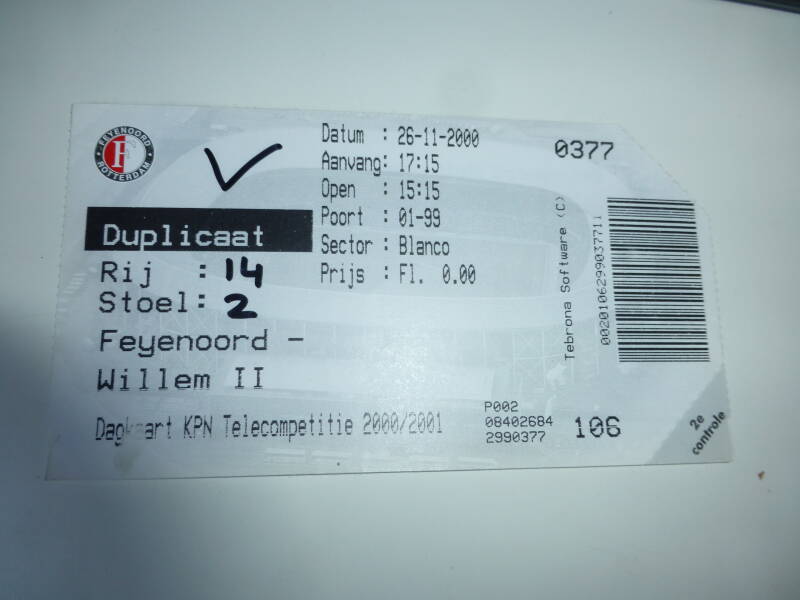 FEYENOORD
ROTTERDAM
Duplicaat
Rij : 14
Stoel: 2
Feyenoord -
Willem II
Dagkaart KPN Telecompetitie 2000/2001
Datum : 26-11-2000
Aanvang: 17:15
Open : 15:15
Poort : 01-99
Sector : Blanco
Prijs : Fl. 0.00
0377
Tebrona Software (C)
P002
08402684
2990377
106
2e
controle